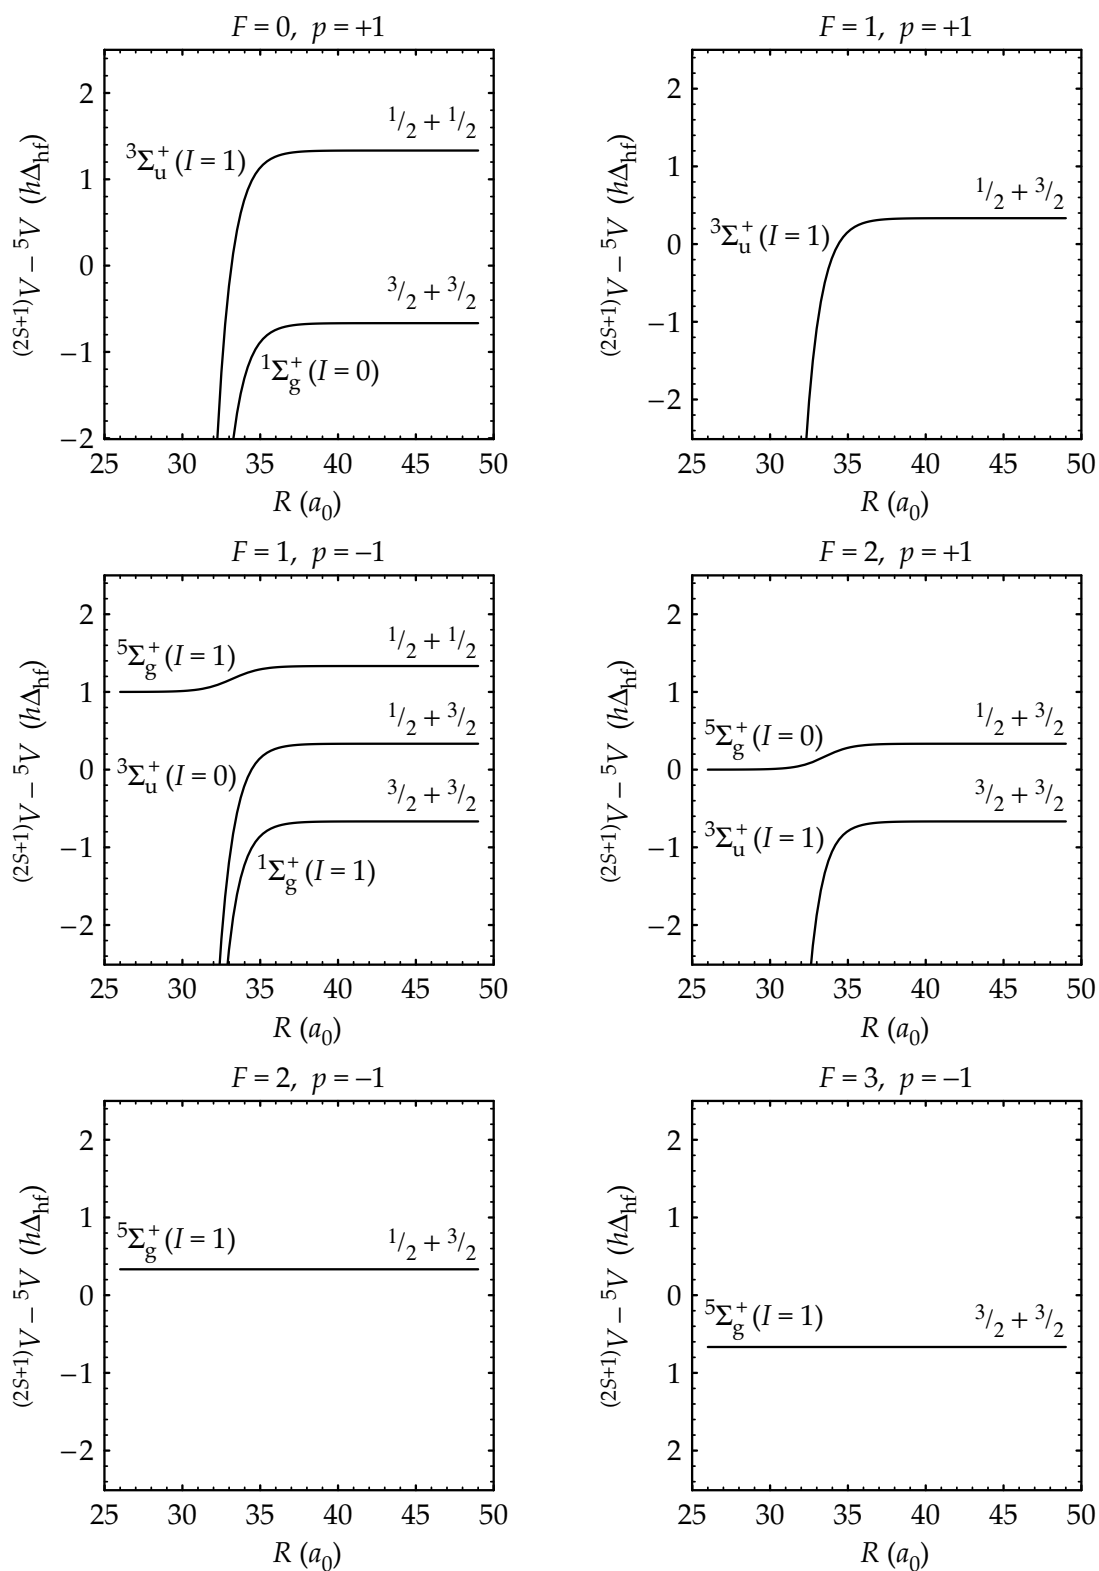 F = 0, p = +1
(2S+1)V – 5V (hΔhf)
2
1
0
−1
−2
3Σu+ (I = 1)
1/2 + 1/2
3/2 + 3/2
1Σg+ (I = 0)
25 30 35 40 45 50
R (a0)
F = 1, p = +1
(2S+1)V – 5V (hΔhf)
2
1
0
−1
−2
1/2 + 3/2
3Σu+ (I = 1)
25 30 35 40 45 50
R (a0)
F = 1, p = −1
(2S+1)V – 5V (hΔhf)
2
1
0
−1
−2
5Σg+ (I = 1)
1/2 + 1/2
1/2 + 3/2
3Σu+ (I = 0)
3/2 + 3/2
1Σg+ (I = 1)
25 30 35 40 45 50
R (a0)
F = 2, p = +1
(2S+1)V – 5V (hΔhf)
2
1
0
−1
−2
5Σg+ (I = 0)
1/2 + 3/2
3/2 + 3/2
3Σu+ (I = 1)
25 30 35 40 45 50
R (a0)
F = 2, p = −1
(2S+1)V – 5V (hΔhf)
2
1
0
−1
−2
5Σg+ (I = 1)
1/2 + 3/2
25 30 35 40 45 50
R (a0)
F = 3, p = −1
(2S+1)V – 5V (hΔhf)
2
1
0
1
2
5Σg+ (I = 1)
3/2 + 3/2
25 30 35 40 45 50
R (a0)